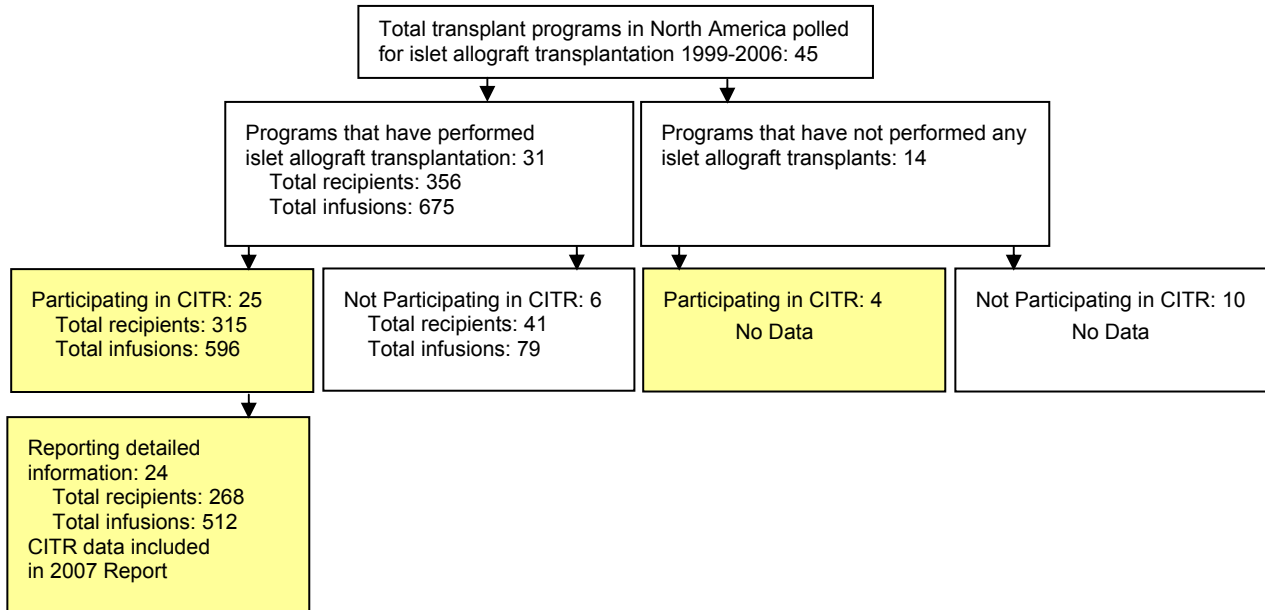 Total transplant programs in North America polled
for islet allograft transplantation 1999-2006: 45
Programs that have performed
islet allograft transplantation: 31
Total recipients: 356
Total infusions: 675
Programs that have not performed any
islet allograft transplants: 14
Participating in CITR: 25
Total recipients: 315
Total infusions: 596
Not Participating in CITR: 6
Total recipients: 41
Total infusions: 79
Participating in CITR: 4
No Data
Not Participating in CITR: 10
No Data
Reporting detailed
information: 24
Total recipients: 268
Total infusions: 512
CITR data included
in 2007 Report